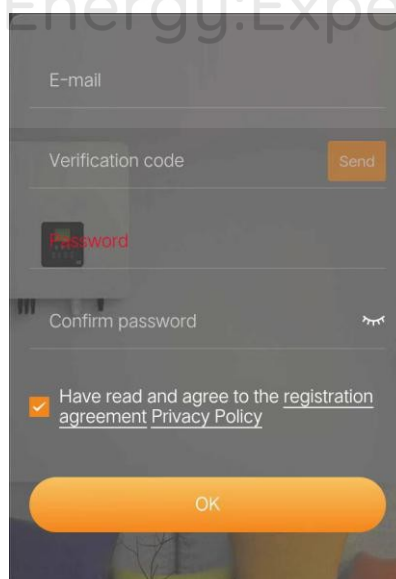 Energy:Expe
E-mail
Verification code
Send
Password
Confirm password
Have read and agree to the registration
agreement Privacy Policy
OK